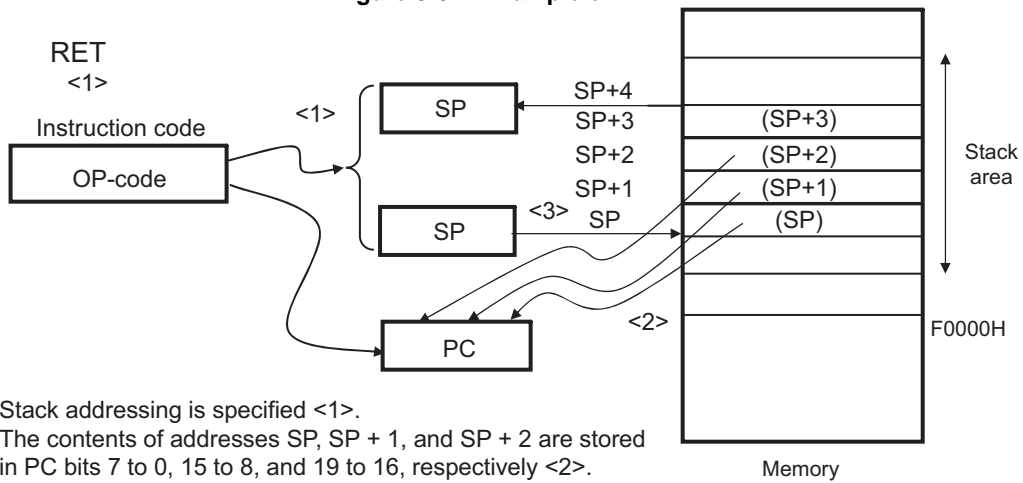 RET
<1>
Instruction code
OP-code
<1>
SP
SP
<3>
SP+4
SP+3
SP+2
SP+1
SP
(SP+3)
(SP+2)
(SP+1)
(SP)
Stack
area
<2>
PC
F0000H
Memory
Stack addressing is specified <1>.
The contents of addresses SP, SP + 1, and SP + 2 are stored
in PC bits 7 to 0, 15 to 8, and 19 to 16, respectively <2>.